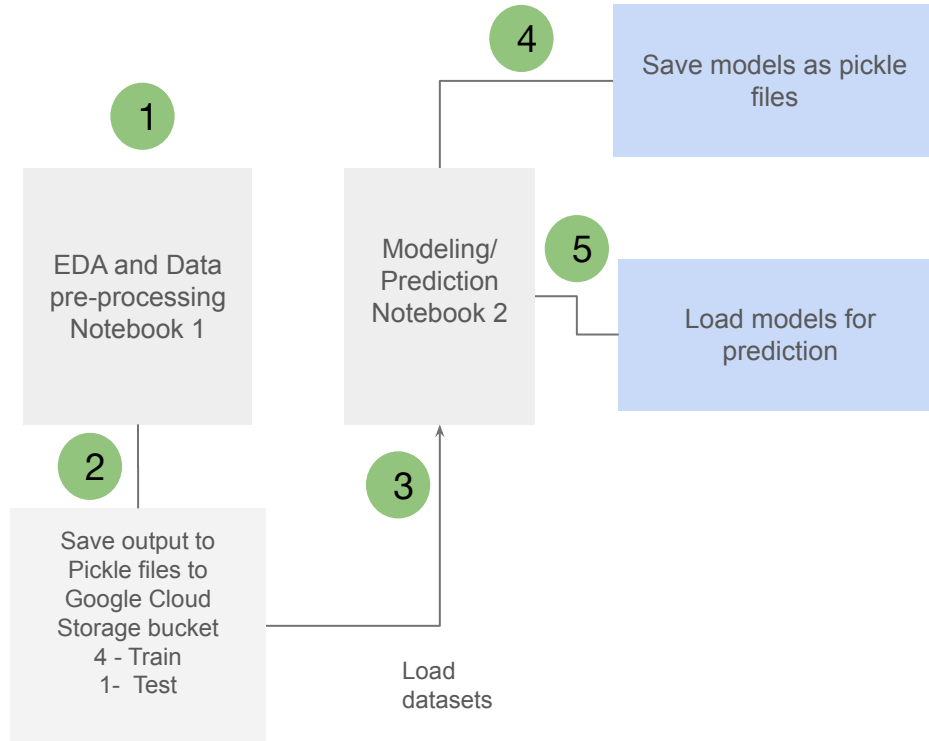 1
EDA and Data
pre-processing
Notebook 1
2
Save output to
Pickle files to
Google Cloud
Storage bucket
4 - Train
1-  Test
3
Load
datasets
Modeling/
Prediction
Notebook 2
4
Save models as pickle
files
5
Load models for
prediction